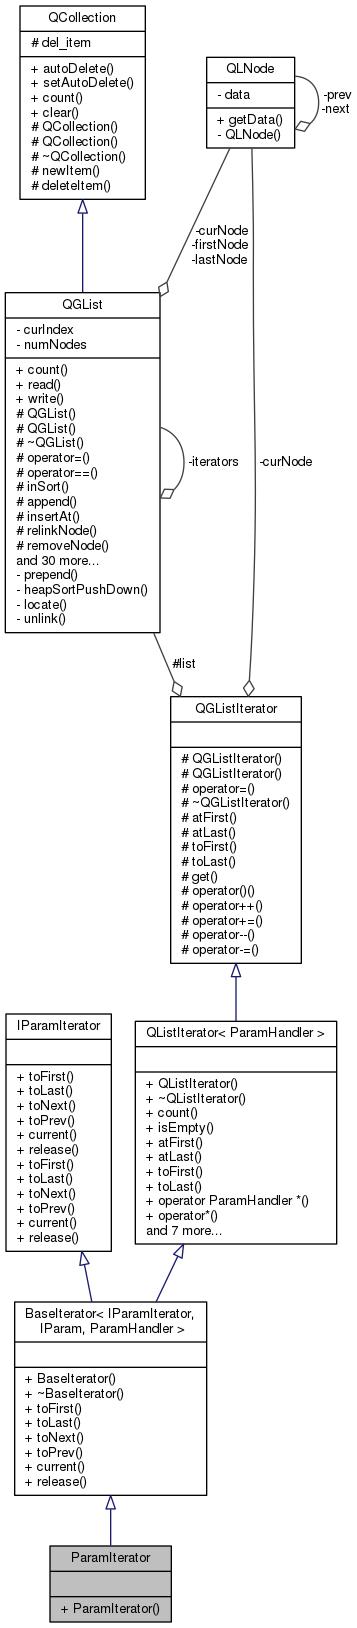 QCollection
# del_item
+ autoDelete()
+ setAutoDelete()
+ count()
+ clear()
# QCollection()
# QCollection()
# ~QCollection()
# newItem()
# deleteItem()
QLNode
- data
+ getData()
- QLNode()
-prev
-next
-curNode
-firstNode
-lastNode
QGList
- curIndex
- numNodes
+ count()
+ read()
+ write()
# QGList()
# QGList()
# ~QGList()
# operator=()
# operator==()
# inSort()
# append()
# insertAt()
# relinkNode()
# removeNode()
and 30 more...
- prepend()
- heapSortPushDown()
- locate()
- unlink()
-iterators
-curNode
#list
QGListIterator
# QGListIterator()
# QGListIterator()
# operator=()
# ~QGListIterator()
# atFirst()
# atLast()
# toFirst()
# toLast()
# get()
# operator()()
# operator++()
# operator+=()
# operator--()
# operator-=()
IParamIterator
+ toFirst()
+ toLast()
+ toNext()
+ toPrev()
+ current()
+ release()
+ toFirst()
+ toLast()
+ toNext()
+ toPrev()
+ current()
+ release()
QListIterator< ParamHandler >
+ QListIterator()
+ ~QListIterator()
+ count()
+ isEmpty()
+ atFirst()
+ atLast()
+ toFirst()
+ toLast()
+ operator ParamHandler *()
+ operator*()
and 7 more...
BaseIterator< IParamIterator,
IParam, ParamHandler >
+ BaseIterator()
+ ~BaseIterator()
+ toFirst()
+ toLast()
+ toNext()
+ toPrev()
+ current()
+ release()
ParamIterator
+ ParamIterator()